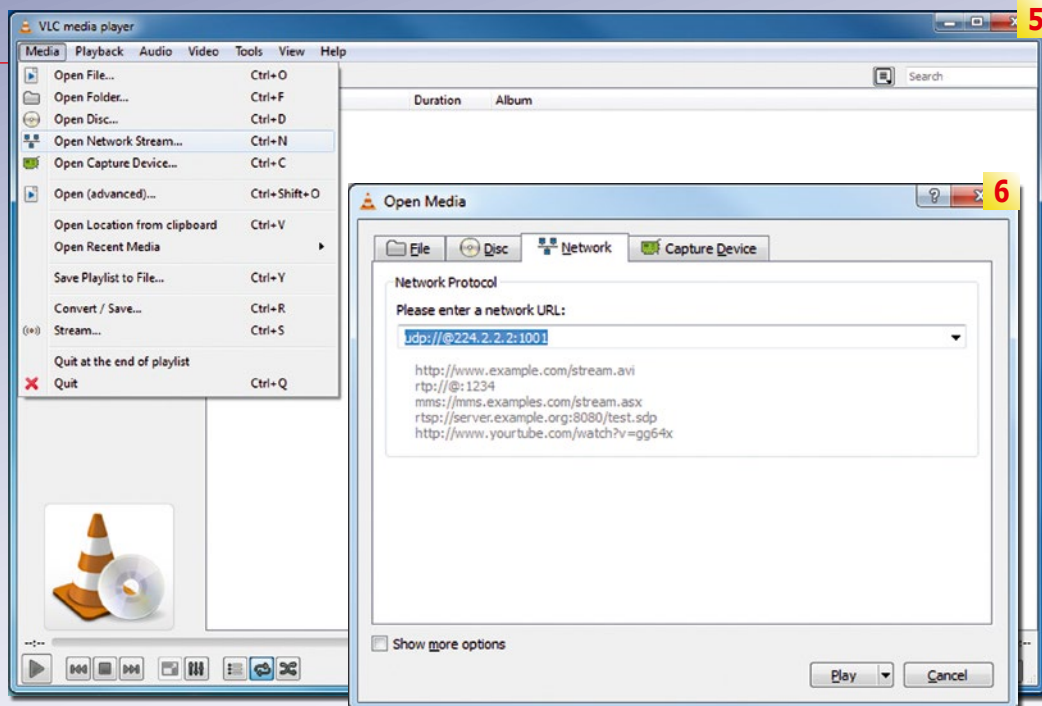 5
VLC media player
Media Playback Audio Video Tools View Help
Open File... Ctrl+O
Open Folder... Ctrl+F
Open Disc... Ctrl+D
Open Network Stream... Ctrl+N
Open Capture Device... Ctrl+C
Open (advanced)... Ctrl+Shift+O
Open Location from clipboard Ctrl+V
Open Recent Media
Save Playlist to File... Ctrl+Y
Convert / Save... Ctrl+R
Stream... Ctrl+S
Quit at the end of playlist
Quit Ctrl+Q
Search
Duration Album
6
Open Media
File Disc Network Capture Device
Network Protocol
Please enter a network URL:
udp://@224.2.2.2:1001
http://www.example.com/stream.avi
rtp://@:1234
mms://mms.examples.com/stream.asx
rtsp://server.example.org:8080/test.sdp
http://www.yourtube.com/watch?v=gg64x
Show more options
Play Cancel
--:--